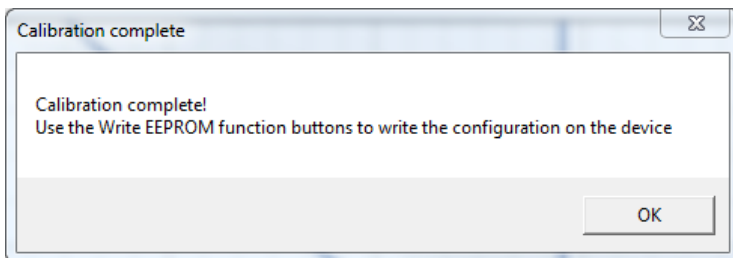 Calibration complete
Calibration complete!
Use the Write EEPROM function buttons to write the configuration on the device
OK